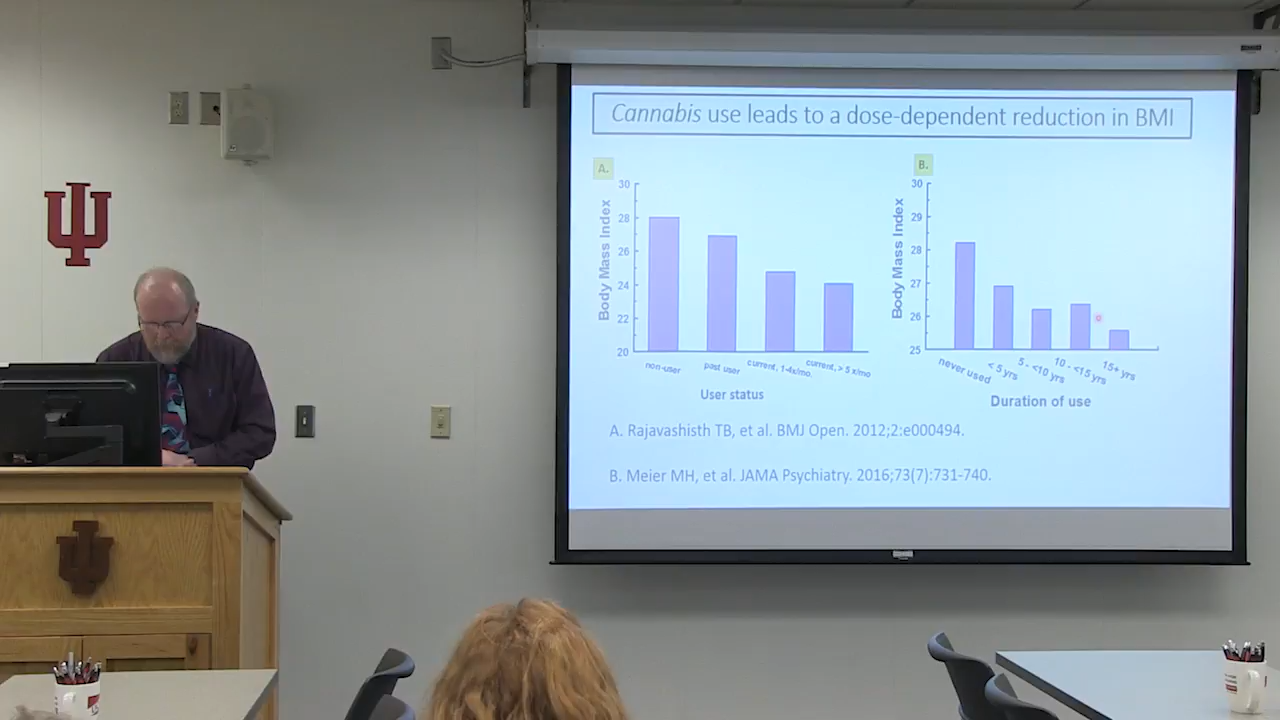 Cannabis use leads to a dose-dependent reduction in BMI
A.
30
28
26
24
22
20
Body Mass Index
non-user
past user
current, 1-4x/mo.
current, > 5 x/mo
User status
B.
30
29
28
27
26
25
Body Mass Index
never used
< 5 yrs
5 - <10 yrs
10 - <15 yrs
15+ yrs
Duration of use
A. Rajavashisth TB, et al. BMJ Open. 2012;2:e000494.
B. Meier MH, et al. JAMA Psychiatry. 2016;73(7):731-740.